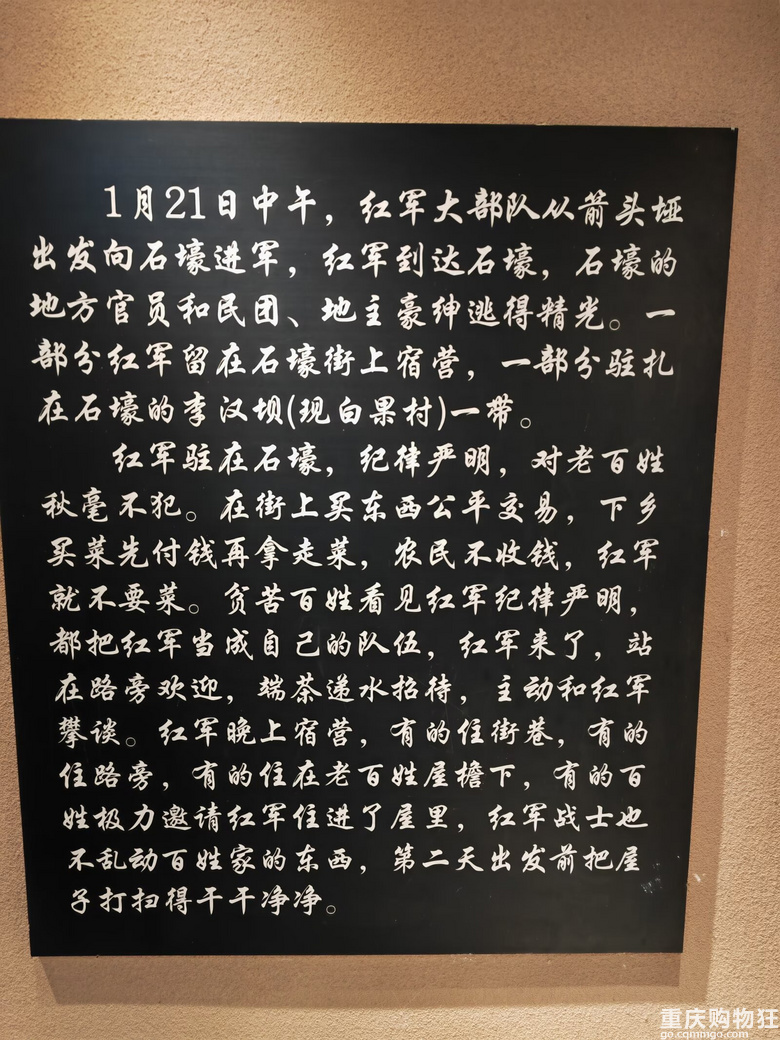 1月21日中午，红军大部队从箭头垭
出发向石壕进军，红军到达石壕，石壕的
地方官员和民团、地主豪绅逃得精光。一
部分红军留在石壕街上宿营，一部分驻扎
在石壕的李汉坝(现白果村)一带。
红军驻在石壕，纪律严明，对老百姓
秋毫不犯。在街上买东西公平交易，下乡
买菜先付钱再拿走菜，农民不收钱，红军
就不要菜。贫苦百姓看见红军纪律严明，
都把红军当成自己的队伍，红军来了，站
在路旁欢迎，端茶递水招待，主动和红军
攀谈。红军晚上宿营，有的住街巷，有的
住路旁，有的住在老百姓屋檐下，有的百
姓极力邀请红军住进了屋里，红军战士也
不乱动百姓家的东西，第二天出发前把屋
子打扫得干干净净。
重庆购物狂
go.cqmmgo.com